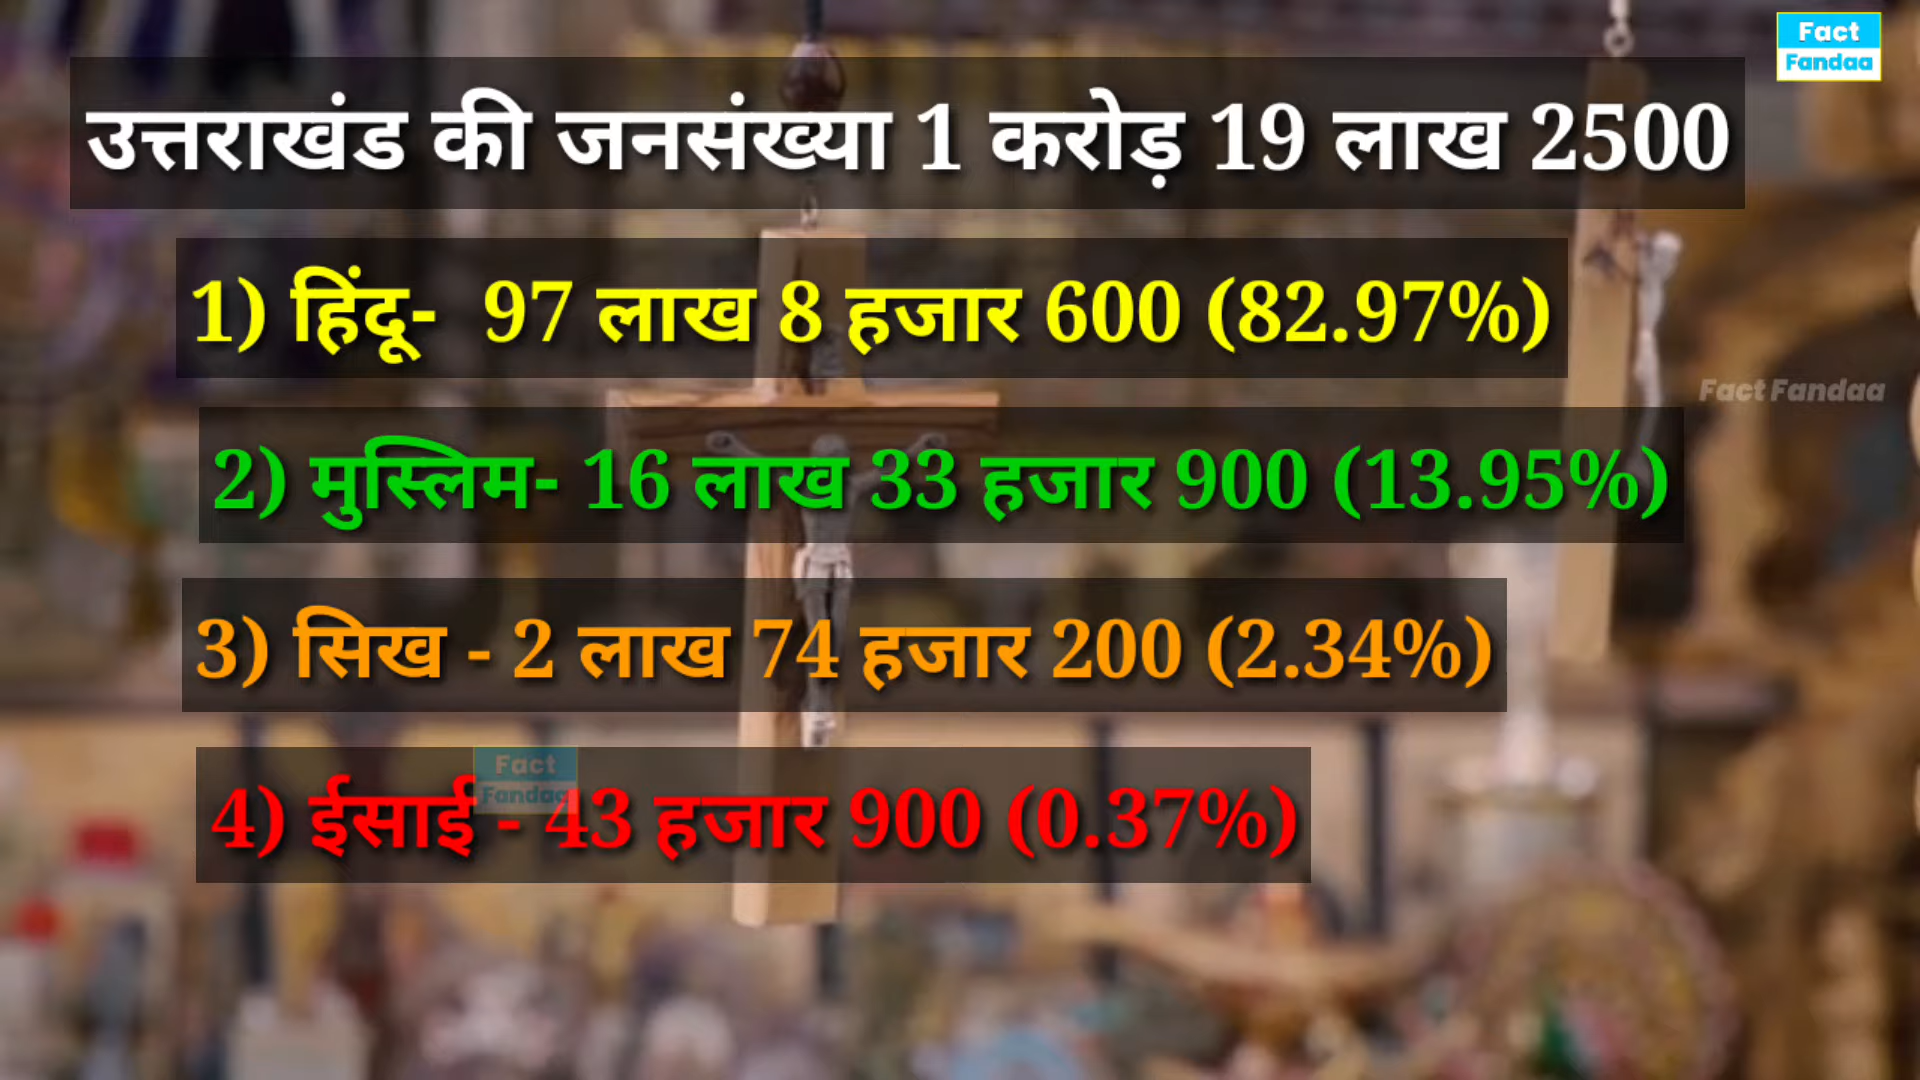 Fact
Fandaa
उत्तराखंड की जनसंख्या 1 करोड़ 19 लाख 2500
1) हिंदू- 97 लाख 8 हजार 600 (82.97%)
Fact Fandaa
2) मुस्लिम- 16 लाख 33 हजार 900 (13.95%)
3) सिख - 2 लाख 74 हजार 200 (2.34%)
Fact
Fandaa
4) ईसाई - 43 हजार 900 (0.37%)